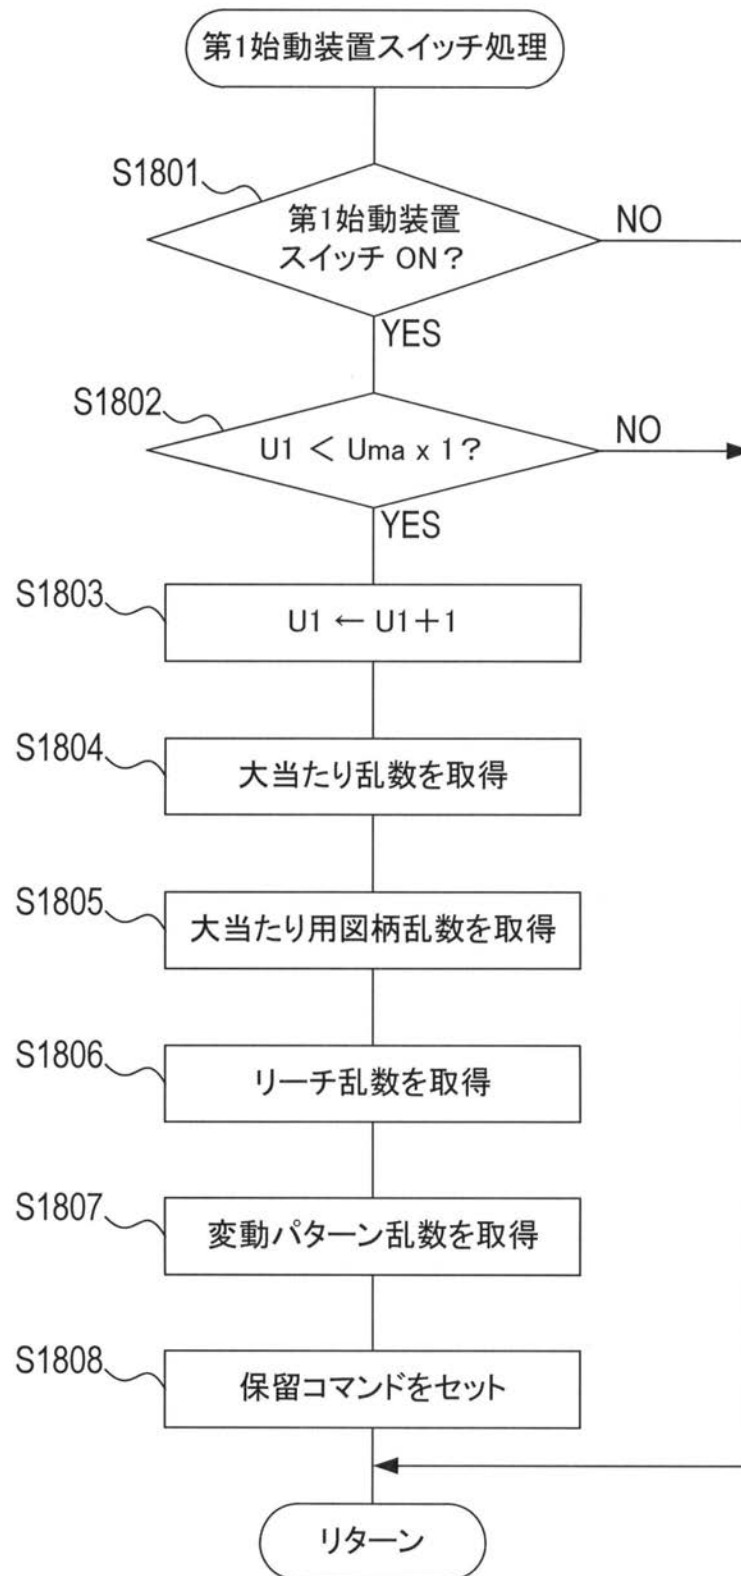 第1始動装置スイッチ処理
S1801
第1始動装置
スイッチ ON？
NO
YES
S1802
U1 ＜ Uma x 1？
NO
YES
S1803
U1 ← U1＋1
S1804
大当たり乱数を取得
S1805
大当たり用図柄乱数を取得
S1806
リーチ乱数を取得
S1807
変動パターン乱数を取得
S1808
保留コマンドをセット
リターン